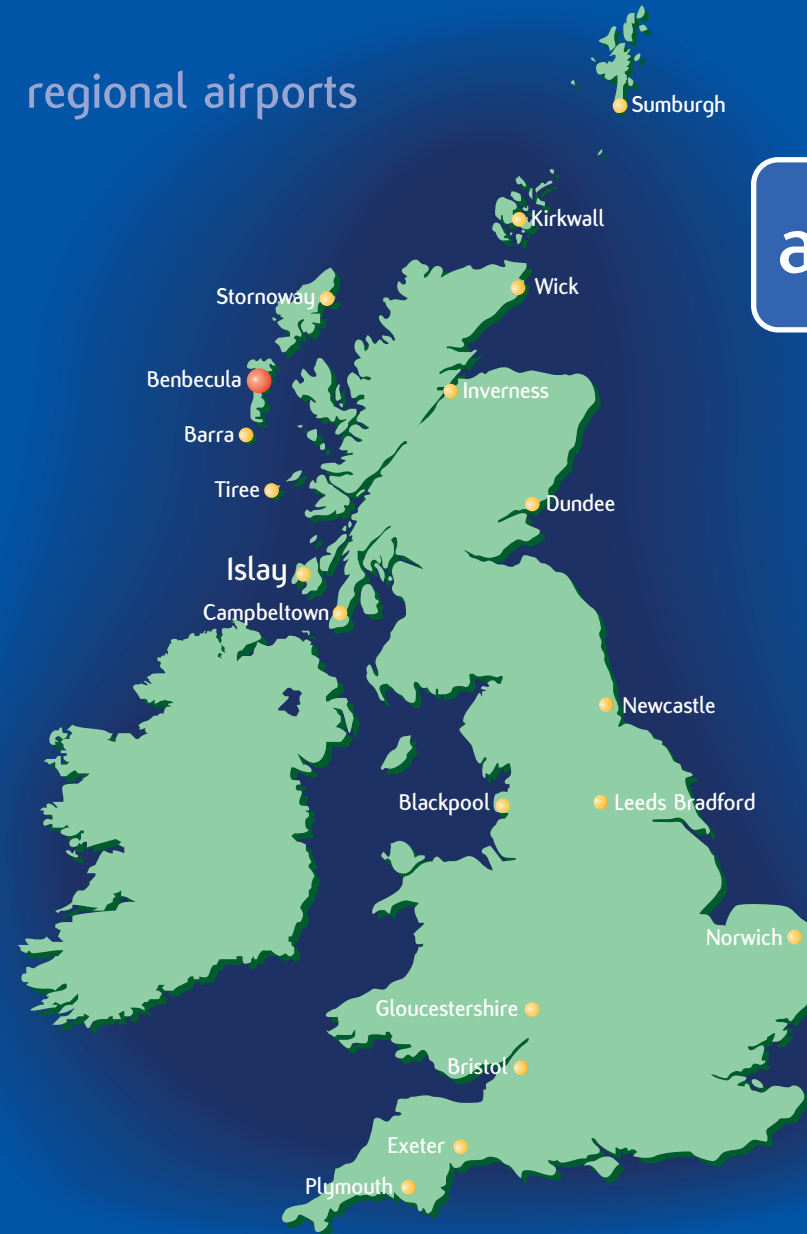 regional airports
Sumburgh
a
Kirkwall
Wick
Stornoway
Benbecula
Inverness
Barra
Tiree
Dundee
Islay
Campbeltown
Newcastle
Blackpool
Leeds Bradford
Norwich
Gloucestershire
Bristol
Exeter
Plymouth